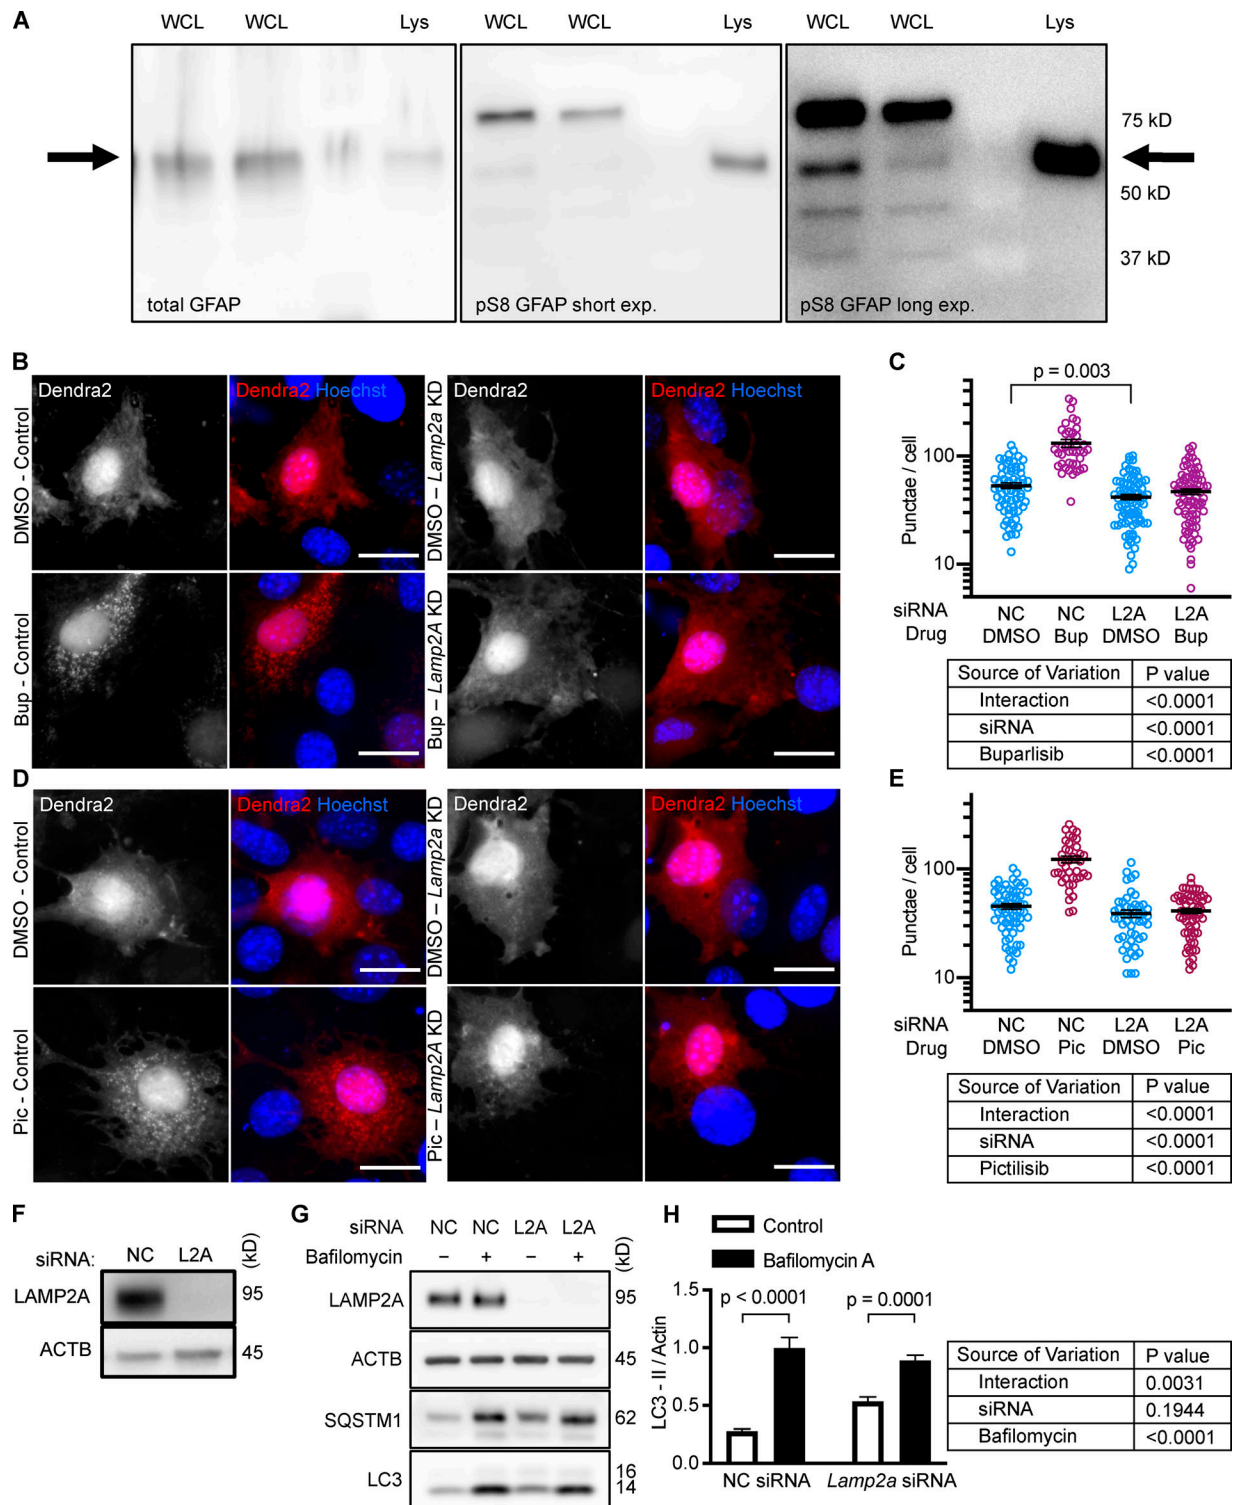 A
WCL WCL Lys WCL WCL Lys WCL WCL Lys
75 kD
50 kD
37 kD
total GFAP
pS8 GFAP short exp.
pS8 GFAP long exp.
B
DMSO - Control
Dendra2
Dendra2 Hoechst
DMSO – Lamp2a KD
Dendra2
Dendra2 Hoechst
Bup - Control
Bup – Lamp2A KD
C
p = 0.003
Punctae / cell
100
10
siRNA NC NC L2A L2A
Drug DMSO Bup DMSO Bup
Source of Variation P value
Interaction <0.0001
siRNA <0.0001
Buparlisib <0.0001
D
DMSO - Control
Dendra2
Dendra2 Hoechst
DMSO – Lamp2a KD
Dendra2
Dendra2 Hoechst
Pic - Control
Pic – Lamp2A KD
E
Punctae / cell
100
10
siRNA NC NC L2A L2A
Drug DMSO Pic DMSO Pic
Source of Variation P value
Interaction <0.0001
siRNA <0.0001
Pictilisib <0.0001
F
siRNA: NC L2A (kD)
LAMP2A 95
ACTB 45
G
siRNA NC NC L2A L2A (kD)
Bafilomycin – + – +
LAMP2A 95
ACTB 45
SQSTM1 62
LC3 16
14
H
Control
Bafilomycin A
LC3 - II / Actin
1.5
1.0
0.5
0.0
p < 0.0001 p = 0.0001
NC siRNA Lamp2a siRNA
Source of Variation P value
Interaction 0.0031
siRNA 0.1944
Bafilomycin <0.0001